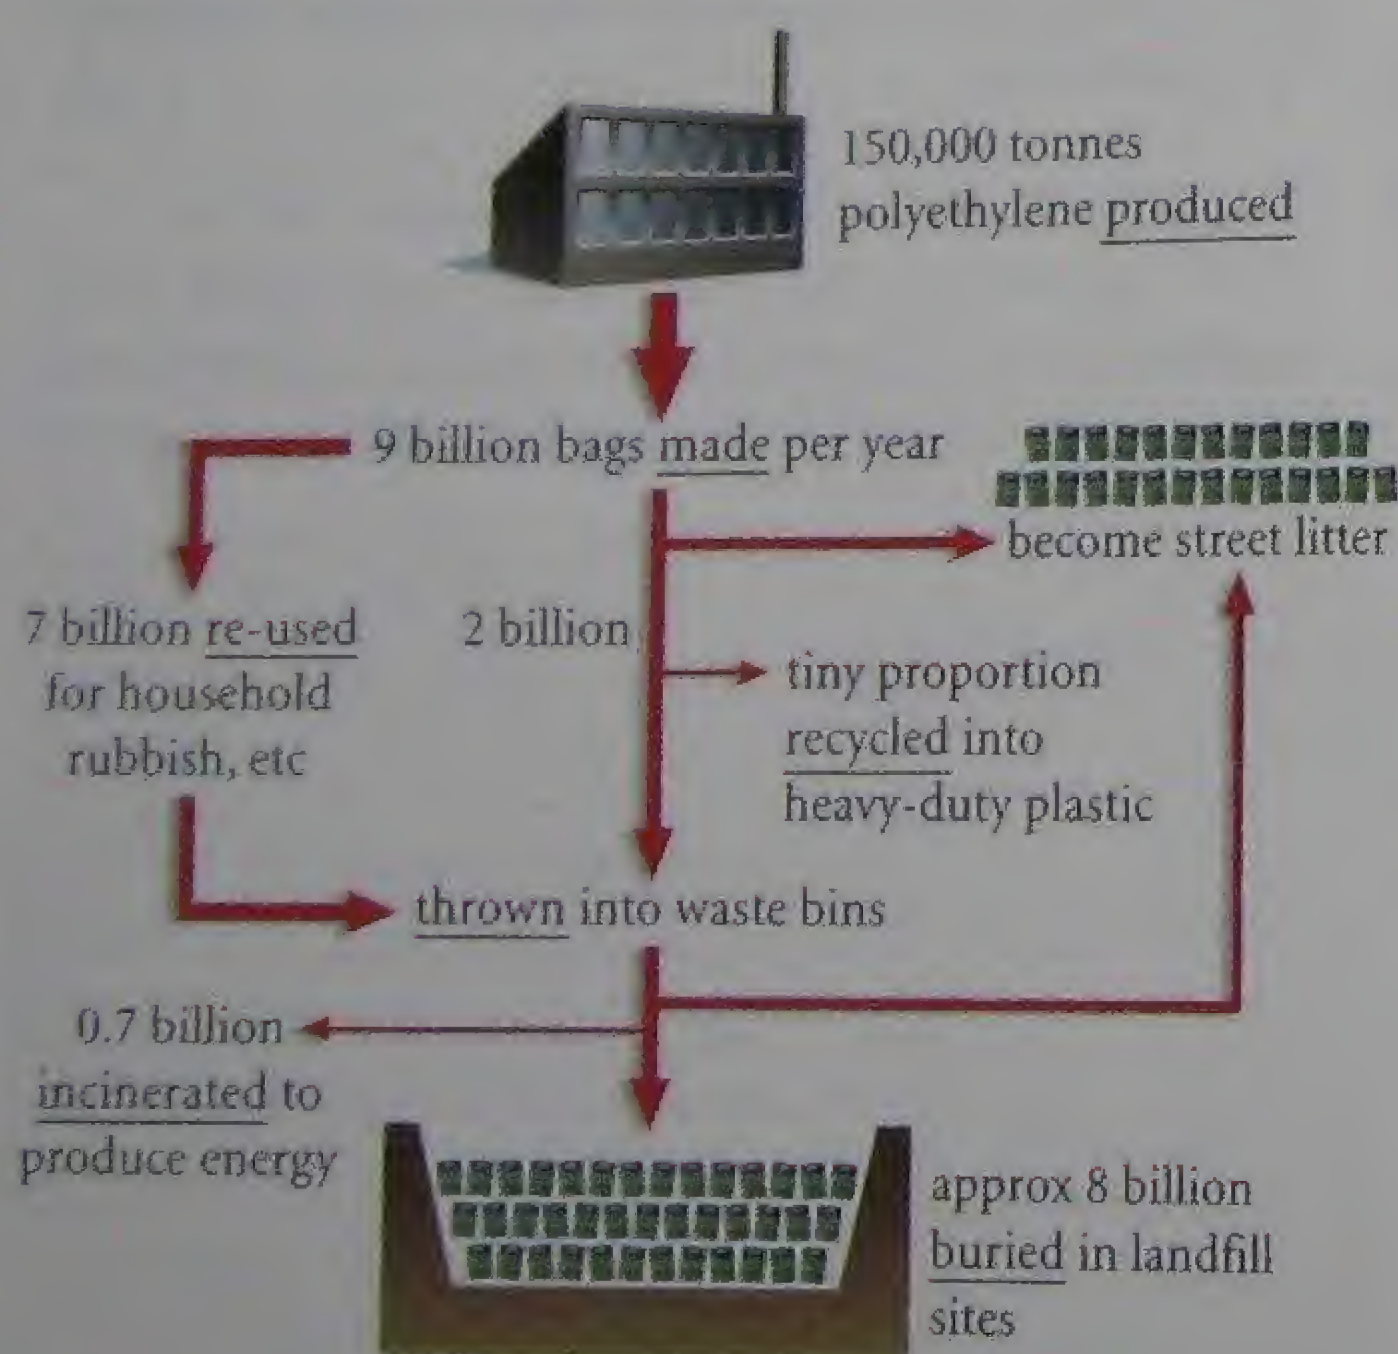 150,000 tonnes
polyethylene produced
9 billion bags made per year
become street litter
7 billion re-used
for household
rubbish, etc
2 billion
tiny proportion
recycled into
heavy-duty plastic
thrown into waste bins
0.7 billion
incinerated to
produce energy
approx 8 billion
buried in landfill
sites